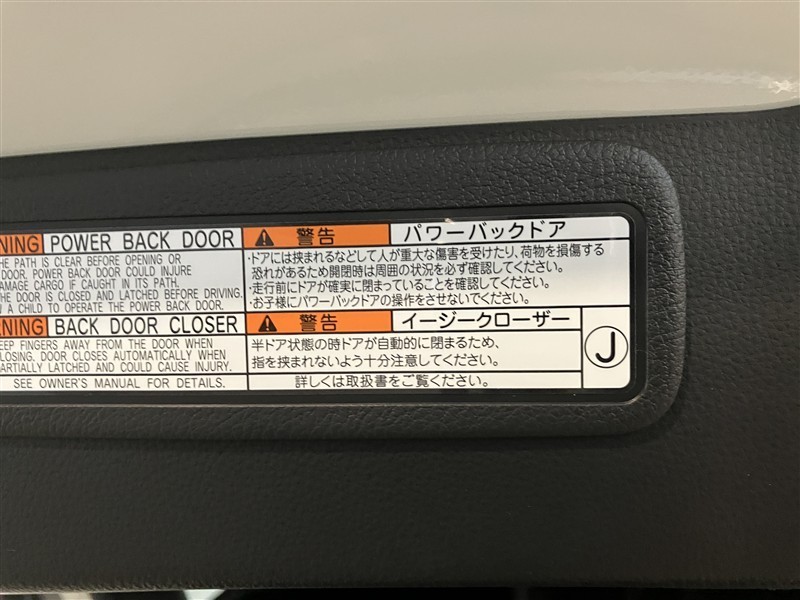 NING POWER BACK DOOR
HE PATH IS CLEAR BEFORE OPENING OR
DOOR. POWER BACK DOOR COULD INJURE
AMAGE CARGO IF CAUGHT IN ITS PATH.
HE DOOR IS CLOSED AND LATCHED BEFORE DRIVING.
A CHILD TO OPERATE THE POWER BACK DOOR.
NING BACK DOOR CLOSER
EEP FINGERS AWAY FROM THE DOOR WHEN
LOSING. DOOR CLOSES AUTOMATICALLY WHEN
ARTIALLY LATCHED AND COULD CAUSE INJURY.
SEE OWNER'S MANUAL FOR DETAILS.
警告 パワーバックドア
・ドアには挟まれるなどして人が重大な傷害を受けたり、荷物を損傷する
恐れがあるため開閉時は周囲の状況を必ず確認してください。
・走行前にドアが確実に閉まっていることを確認してください。
・お子様にパワーバックドアの操作をさせないでください。
警告 イージークローザー
半ドア状態の時ドアが自動的に閉まるため、
指を挟まれないよう十分注意してください。
詳しくは取扱書をご覧ください。
J